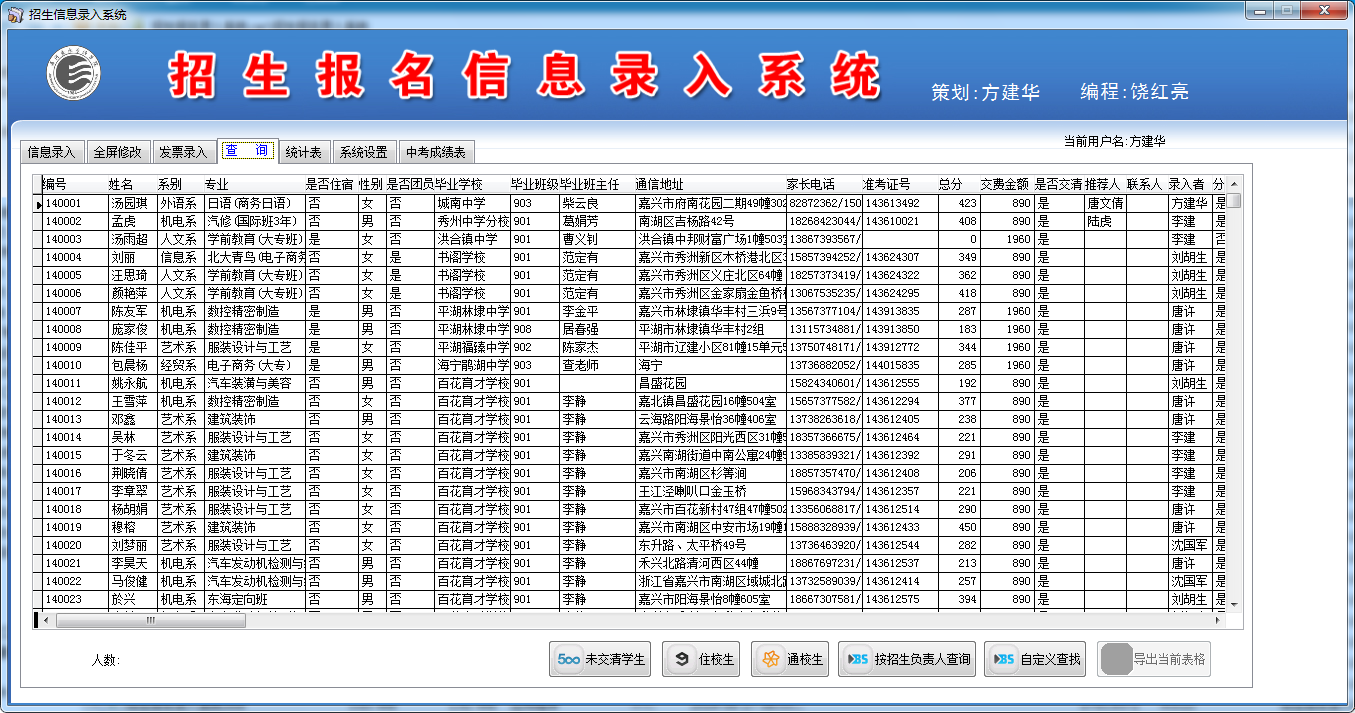 招生信息录入系统
招生报名信息录入系统
策划:方建华 编程:饶红亮
当前用户名:方建华
信息录入 全屏修改 发票录入 查 询 统计表 系统设置 中考成绩表
编号 姓名 系别 专业 是否住宿 性别 是否团员 毕业学校 毕业班级 毕业班主任 通信地址 家长电话 准考证号 总分 交费金额 是否交清 推荐人 联系人 录入者 分
140001 汤园琪 外语系 日语(商务日语) 否 女 否 城南中学 903 柴云良 嘉兴市府南花园二期49幢302 82872362/150 143613492 423 890 是 唐文倩 方建华 是
140002 孟虎 机电系 汽修(国际班3年) 否 男 否 秀州中学分校 901 葛娟芳 南湖区吉杨路42号 18268423044/ 143610021 408 890 是 陆虎 李建 是
140003 汤雨超 人文系 学前教育(大专班) 是 女 否 洪合镇中学 901 曹义钊 洪合镇中邦财富广场1幢503 13867393567/ 0 1960 是 李建 否
140004 刘丽 信息系 北大青鸟(电子商务 否 女 是 书阁学校 901 范定有 嘉兴市秀洲新区木桥港北区3 15857394252/ 143624307 349 890 是 刘胡生 是
140005 汪思琦 人文系 学前教育(大专班) 否 女 是 书阁学校 901 范定有 嘉兴市秀洲区义庄北区64幢 18257373419/ 143624322 362 890 是 刘胡生 是
140006 颜艳萍 人文系 学前教育(大专班) 否 女 是 书阁学校 901 范定有 嘉兴市秀洲区金家扇金鱼桥 13067535235/ 143624295 418 890 是 刘胡生 是
140007 陈友军 机电系 数控精密制造 是 男 否 平湖林埭中学 901 李金平 嘉兴市林埭镇华丰村三浜9号 13567377104/ 143913835 287 1960 是 唐许 是
140008 庞家俊 机电系 数控精密制造 是 男 否 平湖林埭中学 908 居春强 平湖市林埭镇华丰村2组 13115734881/ 143913850 183 1960 是 唐许 是
140009 陈佳平 艺术系 服装设计与工艺 是 女 否 平湖福臻中学 902 陈家杰 平湖市辽建小区81幢15单元5 13750748171/ 143912772 344 1960 是 唐许 是
140010 包晨杨 经贸系 电子商务(大专) 是 男 否 海宁鹃湖中学 903 查老师 海宁 13736882052/ 144015835 285 1960 是 唐许 是
140011 姚永航 机电系 汽车装潢与美容 否 男 否 百花育才学校 901 昌盛花园 15824340601/ 143612555 192 890 是 刘胡生 是
140012 王雪萍 机电系 数控精密制造 否 女 否 百花育才学校 901 李静 嘉北镇昌盛花园16幢504室 15657377582/ 143612294 377 890 是 唐许 是
140013 邓鑫 艺术系 建筑装饰 否 男 否 百花育才学校 901 李静 云海路阳海景怡36幢406室 13738263618/ 143612405 238 890 是 唐许 是
140014 吴林 艺术系 服装设计与工艺 否 女 否 百花育才学校 901 李静 嘉兴市秀洲区阳光西区31幢5 18357366675/ 143612464 221 890 是 李建 是
140015 于冬云 艺术系 建筑装饰 否 女 否 百花育才学校 901 李静 嘉兴南湖街道中南公寓24幢5 13385839321/ 143612392 291 890 是 李建 是
140016 荆晓倩 艺术系 服装设计与工艺 否 女 否 百花育才学校 901 李静 嘉兴市南湖区杉菁涧 18857357470/ 143612408 206 890 是 李建 是
140017 李章翠 艺术系 服装设计与工艺 否 女 否 百花育才学校 901 李静 王江泾喇叭口金玉桥 15968343794/ 143612357 221 890 是 李建 是
140018 杨胡娟 艺术系 服装设计与工艺 否 女 否 百花育才学校 901 李静 嘉兴市百花新村47组47幢502 13356068817/ 143612514 290 890 是 唐许 是
140019 穆榕 艺术系 建筑装饰 否 女 否 百花育才学校 901 李静 嘉兴市南湖区中安市场19幢1 15888328939/ 143612433 450 890 是 唐许 是
140020 刘梦丽 艺术系 服装设计与工艺 否 女 否 百花育才学校 901 李静 东升路、太平桥49号 13736463920/ 143612544 282 890 是 沈国军 是
140021 李昊天 机电系 汽车发动机检测与 否 男 否 百花育才学校 901 李静 禾兴北路清河西区44幢 18867697231/ 143612537 213 890 是 唐许 是
140022 马俊健 机电系 汽车发动机检测与 否 男 否 百花育才学校 901 李静 浙江省嘉兴市南湖区域城北路 13732589039/ 143612414 257 890 是 沈国军 是
140023 於兴 机电系 东海定向班 否 男 否 百花育才学校 901 李静 嘉兴市阳海景怡8幢605室 18667307581/ 143612575 394 890 是 刘胡生 是
人数: 500 未交清学生 9 住校生 通校生 BS 按招生负责人查询 BS 自定义查找 导出当前表格